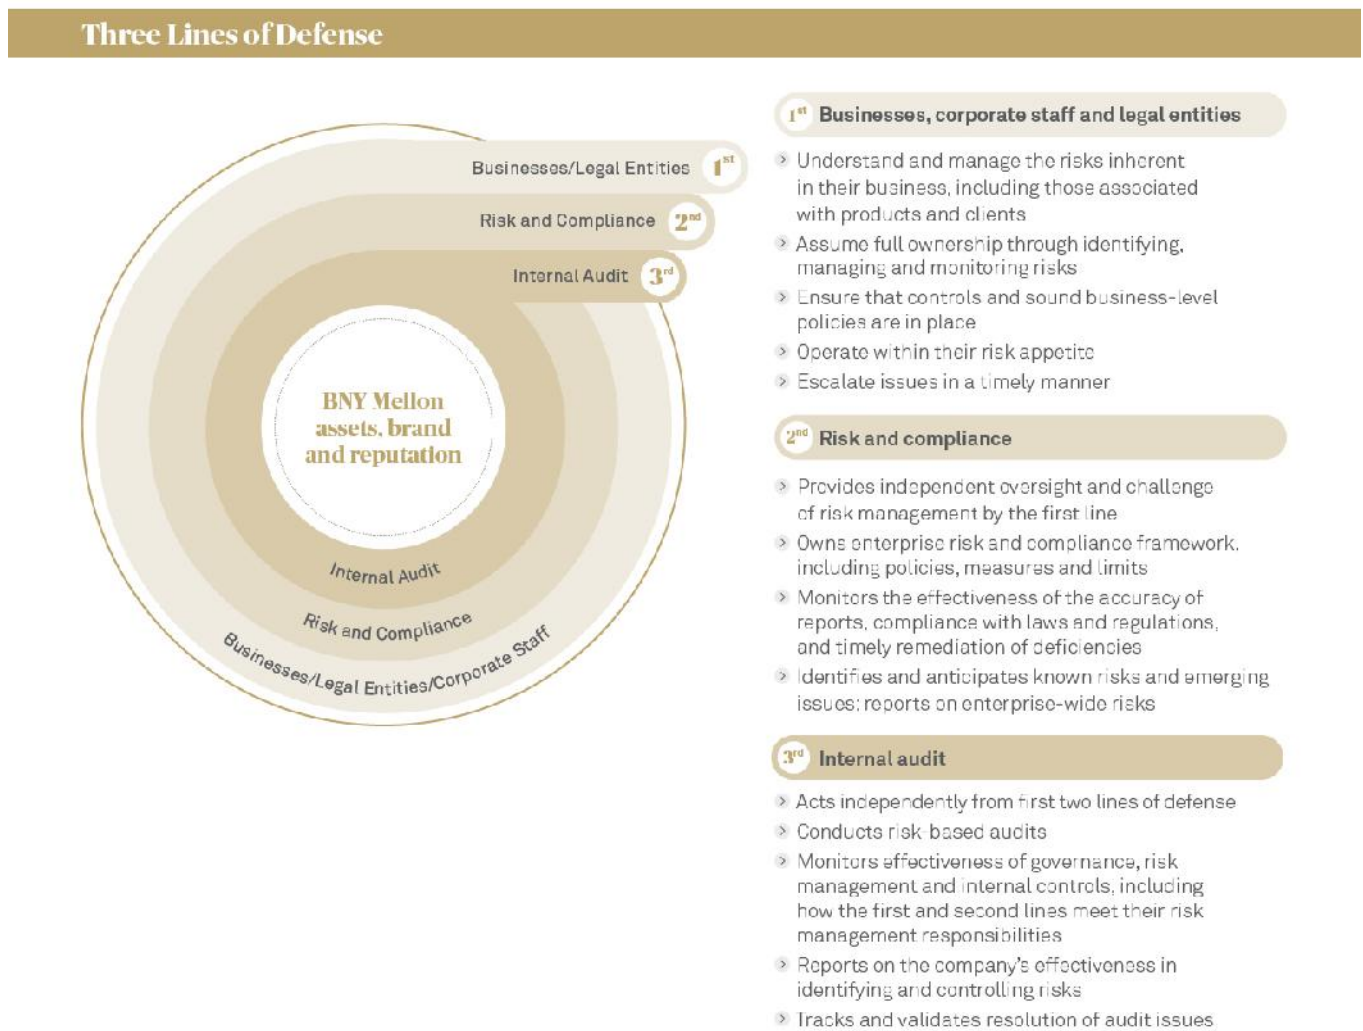 Three Lines of Defense
Businesses/Legal Entities 1st
Risk and Compliance 2nd
Internal Audit 3rd
BNY Mellon
assets, brand
and reputation
Internal Audit
Risk and Compliance
Businesses/Legal Entities/Corporate Staff
1st Businesses, corporate staff and legal entities
> Understand and manage the risks inherent
in their business, including those associated
with products and clients
> Assume full ownership through identifying,
managing and monitoring risks
> Ensure that controls and sound business-level
policies are in place
> Operate within their risk appetite
> Escalate issues in a timely manner
2nd Risk and compliance
> Provides independent oversight and challenge
of risk management by the first line
> Owns enterprise risk and compliance framework,
including policies, measures and limits
> Monitors the effectiveness of the accuracy of
reports, compliance with laws and regulations,
and timely remediation of deficiencies
> Identifies and anticipates known risks and emerging
issues; reports on enterprise-wide risks
3rd Internal audit
> Acts independently from first two lines of defense
> Conducts risk-based audits
> Monitors effectiveness of governance, risk
management and internal controls, including
how the first and second lines meet their risk
management responsibilities
> Reports on the company's effectiveness in
identifying and controlling risks
> Tracks and validates resolution of audit issues